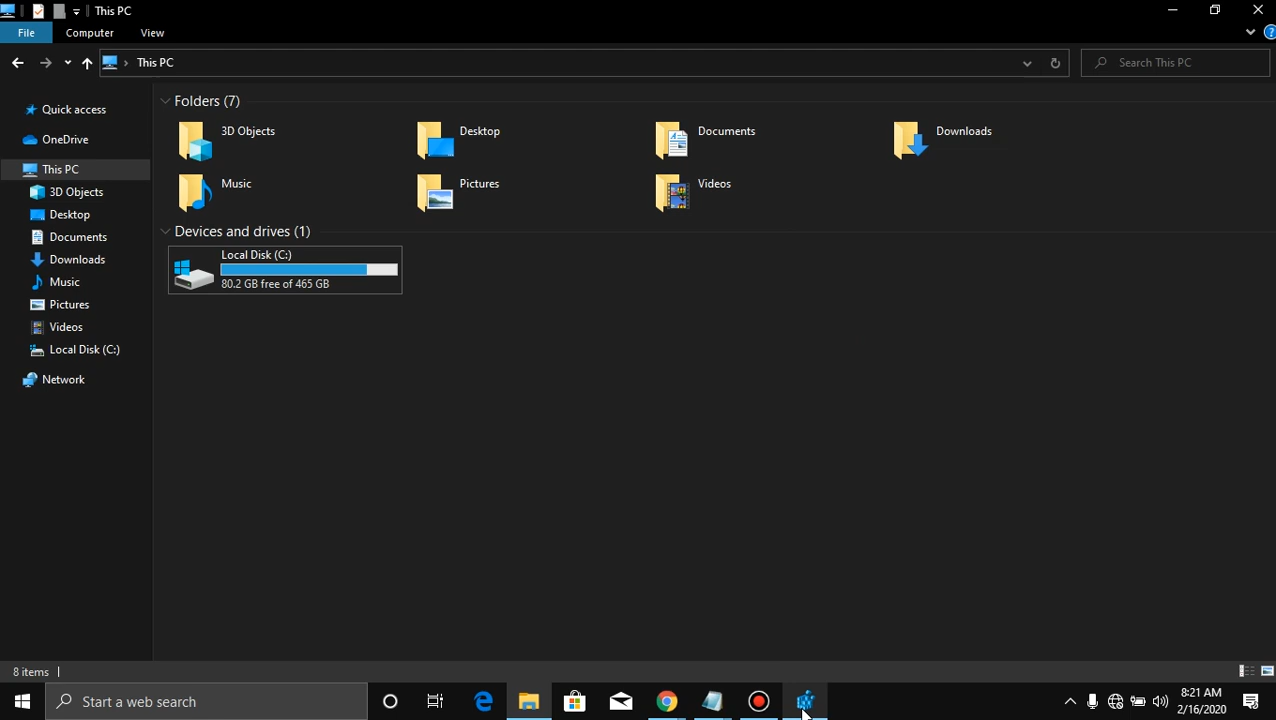 This PC
File Computer View
This PC
Search This PC
Quick access
OneDrive
This PC
3D Objects
Desktop
Documents
Downloads
Music
Pictures
Videos
Local Disk (C:)
Network
Folders (7)
3D Objects Desktop Documents Downloads
Music Pictures Videos
Devices and drives (1)
Local Disk (C:)
80.2 GB free of 465 GB
8 items
Start a web search
8:21 AM
2/16/2020